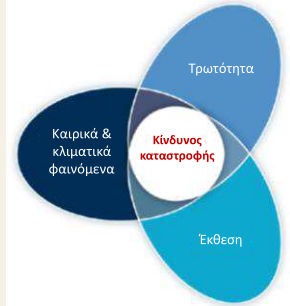 Τρωτότητα
Καιρικά &
κλιματικά
φαινόμενα
Κίνδυνος
καταστροφής
Έκθεση